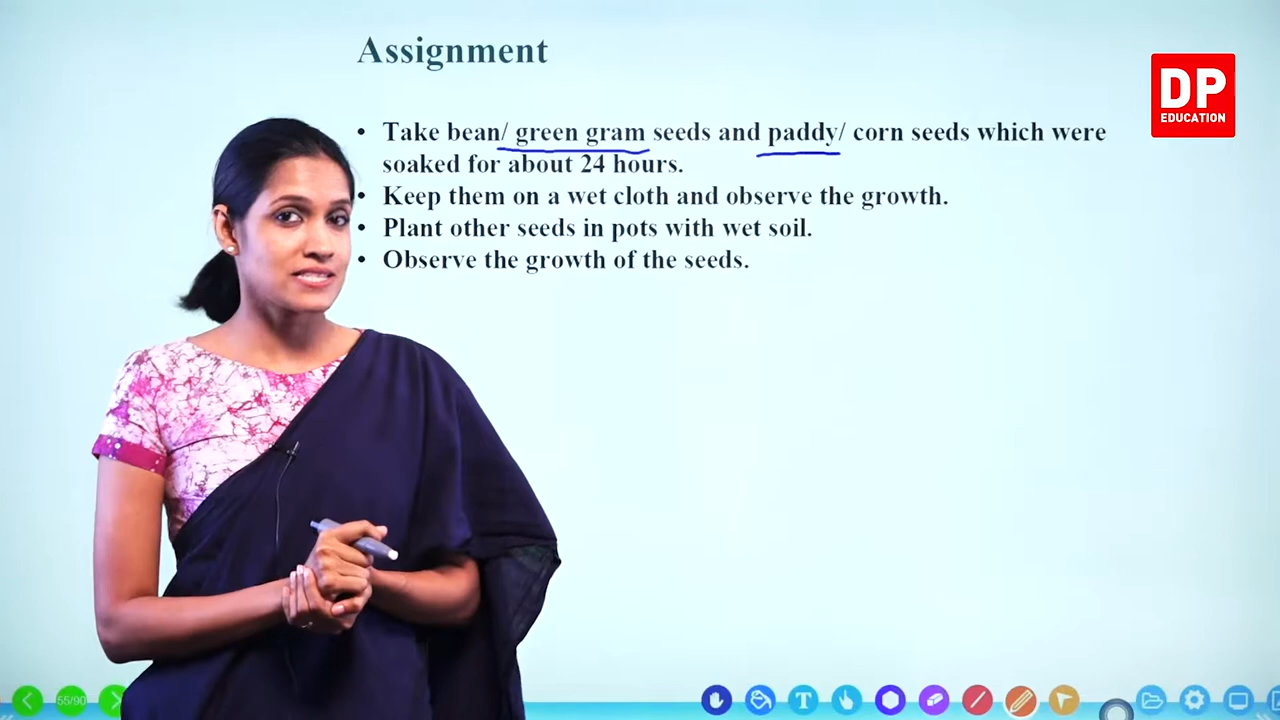 Assignment
DP
EDUCATION
• Take bean/ green gram seeds and paddy/ corn seeds which were
soaked for about 24 hours.
• Keep them on a wet cloth and observe the growth.
• Plant other seeds in pots with wet soil.
• Observe the growth of the seeds.
55/90
T